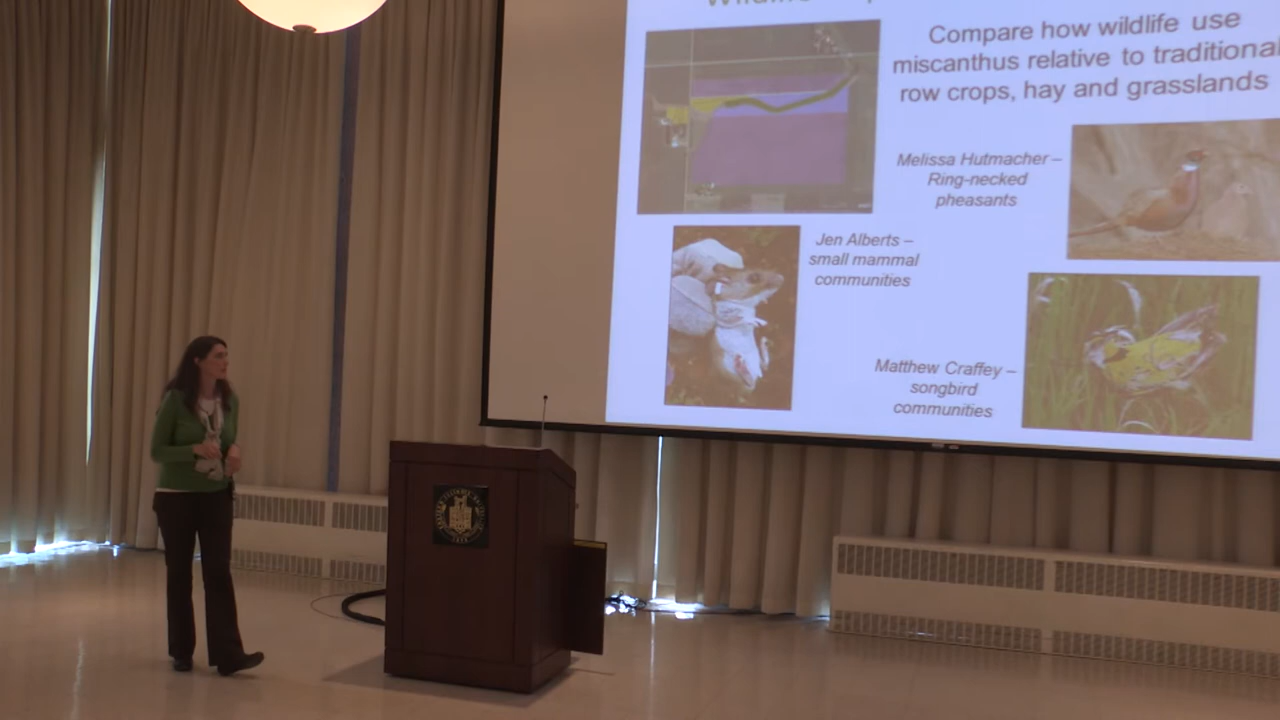 Compare how wildlife use
miscanthus relative to traditional
row crops, hay and grasslands
Melissa Hutmacher –
Ring-necked
pheasants
Jen Alberts –
small mammal
communities
Matthew Craffey –
songbird
communities